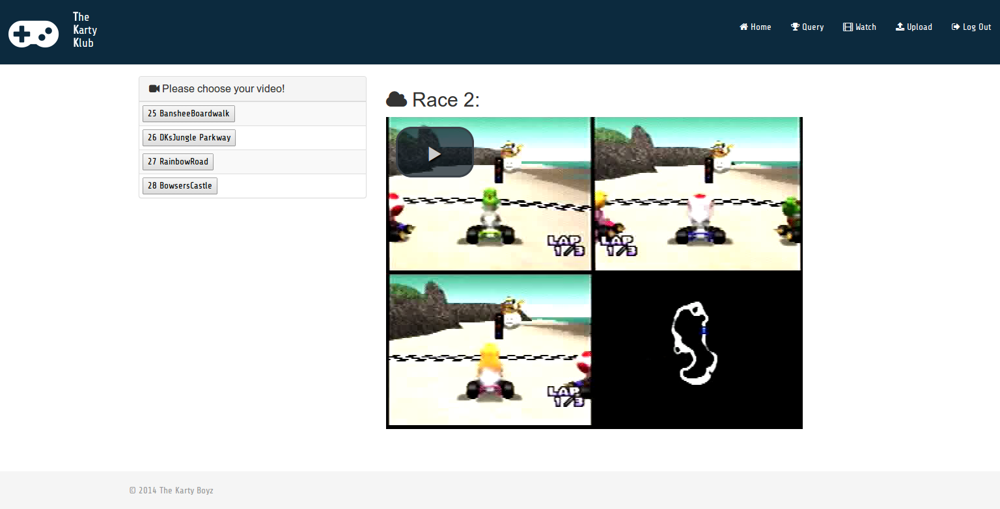 The
Karty
Klub
Home Query Watch Upload Log Out
Please choose your video!
25 BansheeBoardwalk
26 DKsJungle Parkway
27 RainbowRoad
28 BowsersCastle
Race 2:
LAP
1/3
LAP
1/3
LAP
1/3
© 2014 The Karty Boyz